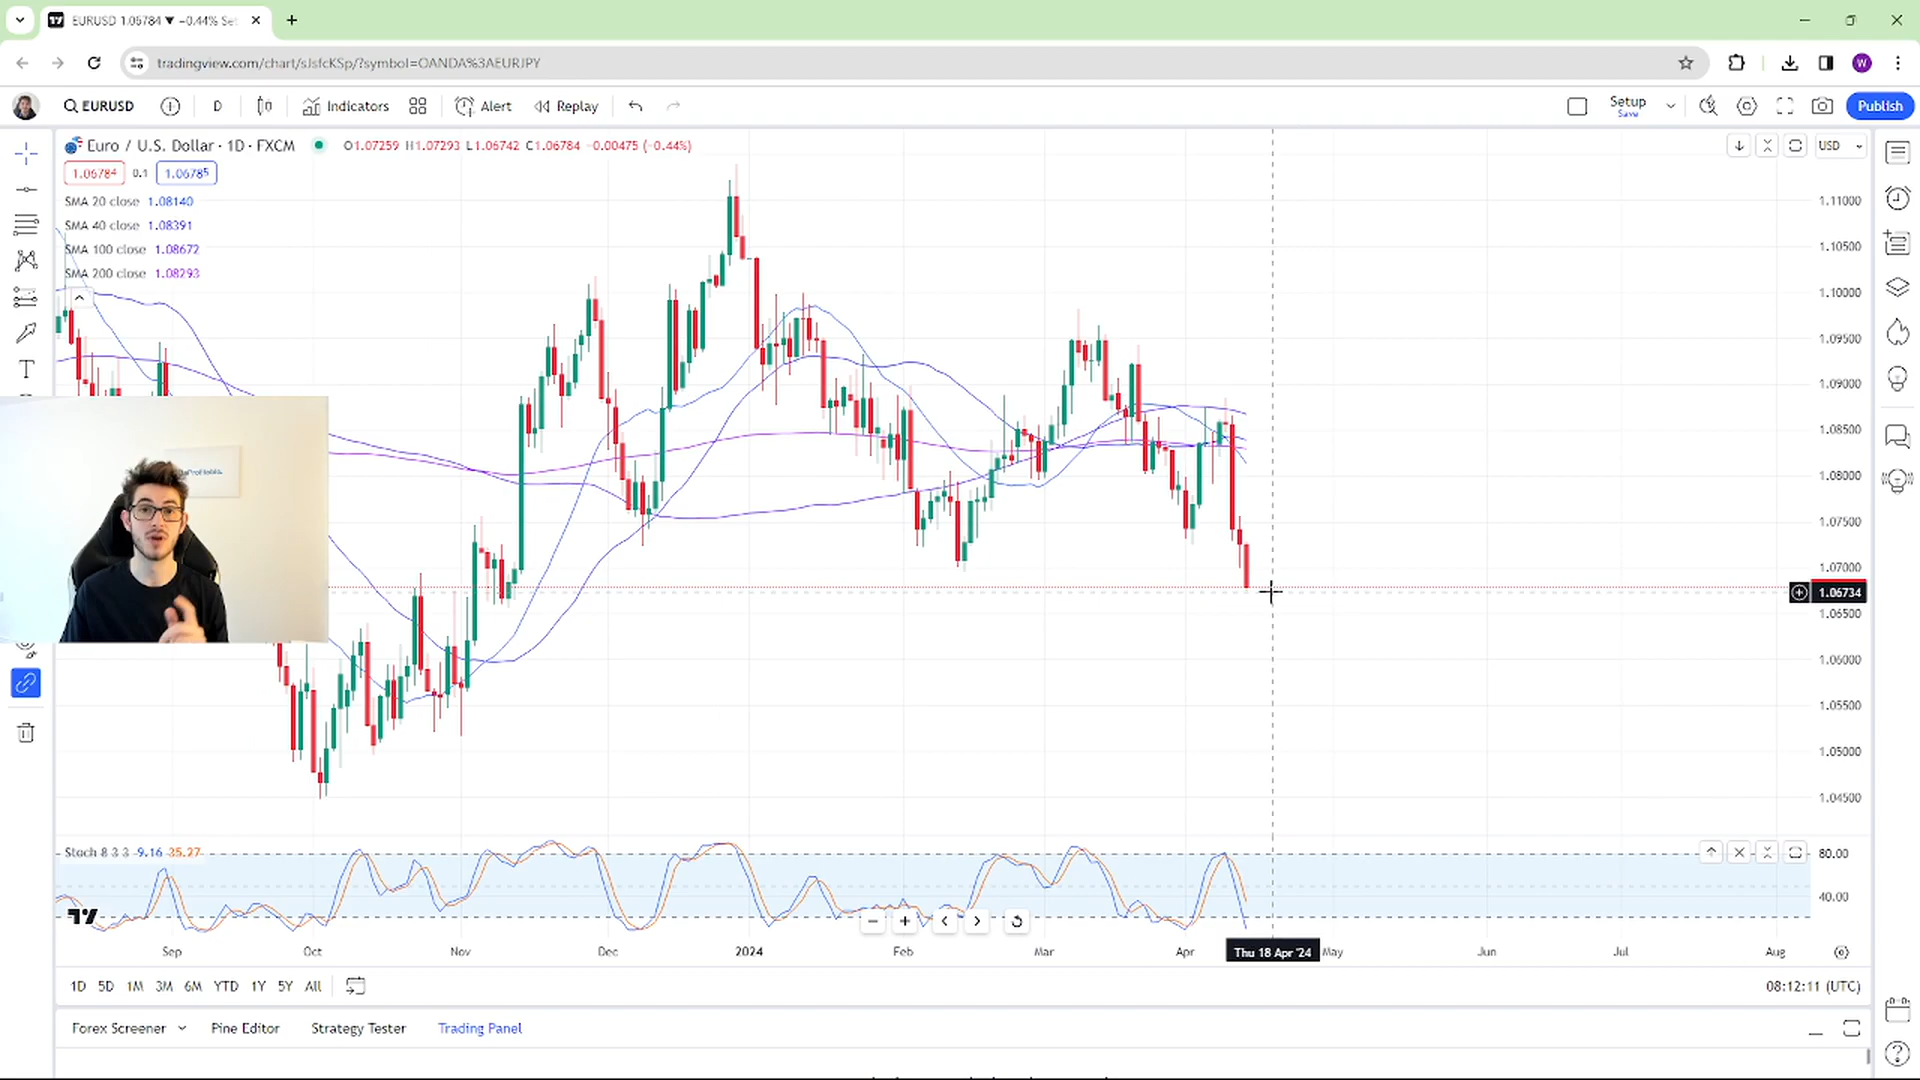 EURUSD 1.06784 ▼ −0.44% Se
tradingview.com/chart/sJsfcKSp/?symbol=OANDA%3AEURJPY
W
EURUSD
D
Indicators
Alert
Replay
Setup
Save
Publish
Euro / U.S. Dollar · 1D · FXCM
O1.07259 H1.07293 L1.06742 C1.06784 −0.00475 (−0.44%)
USD
1.06784
0.1
1.06785
SMA 20 close 1.08140
SMA 40 close 1.08391
SMA 100 close 1.08672
SMA 200 close 1.08293
1.11000
1.10500
1.10000
1.09500
1.09000
1.08500
1.08000
1.07500
1.07000
1.06734
1.06500
1.06000
1.05500
1.05000
1.04500
T
Stoch 8 3 3 9.16 35.27
80.00
40.00
Sep Oct Nov Dec 2024 Feb Mar Apr Thu 18 Apr '24 May Jun Jul Aug
1D 5D 1M 3M 6M YTD 1Y 5Y All
08:12:11 (UTC)
Forex Screener
Pine Editor
Strategy Tester
Trading Panel